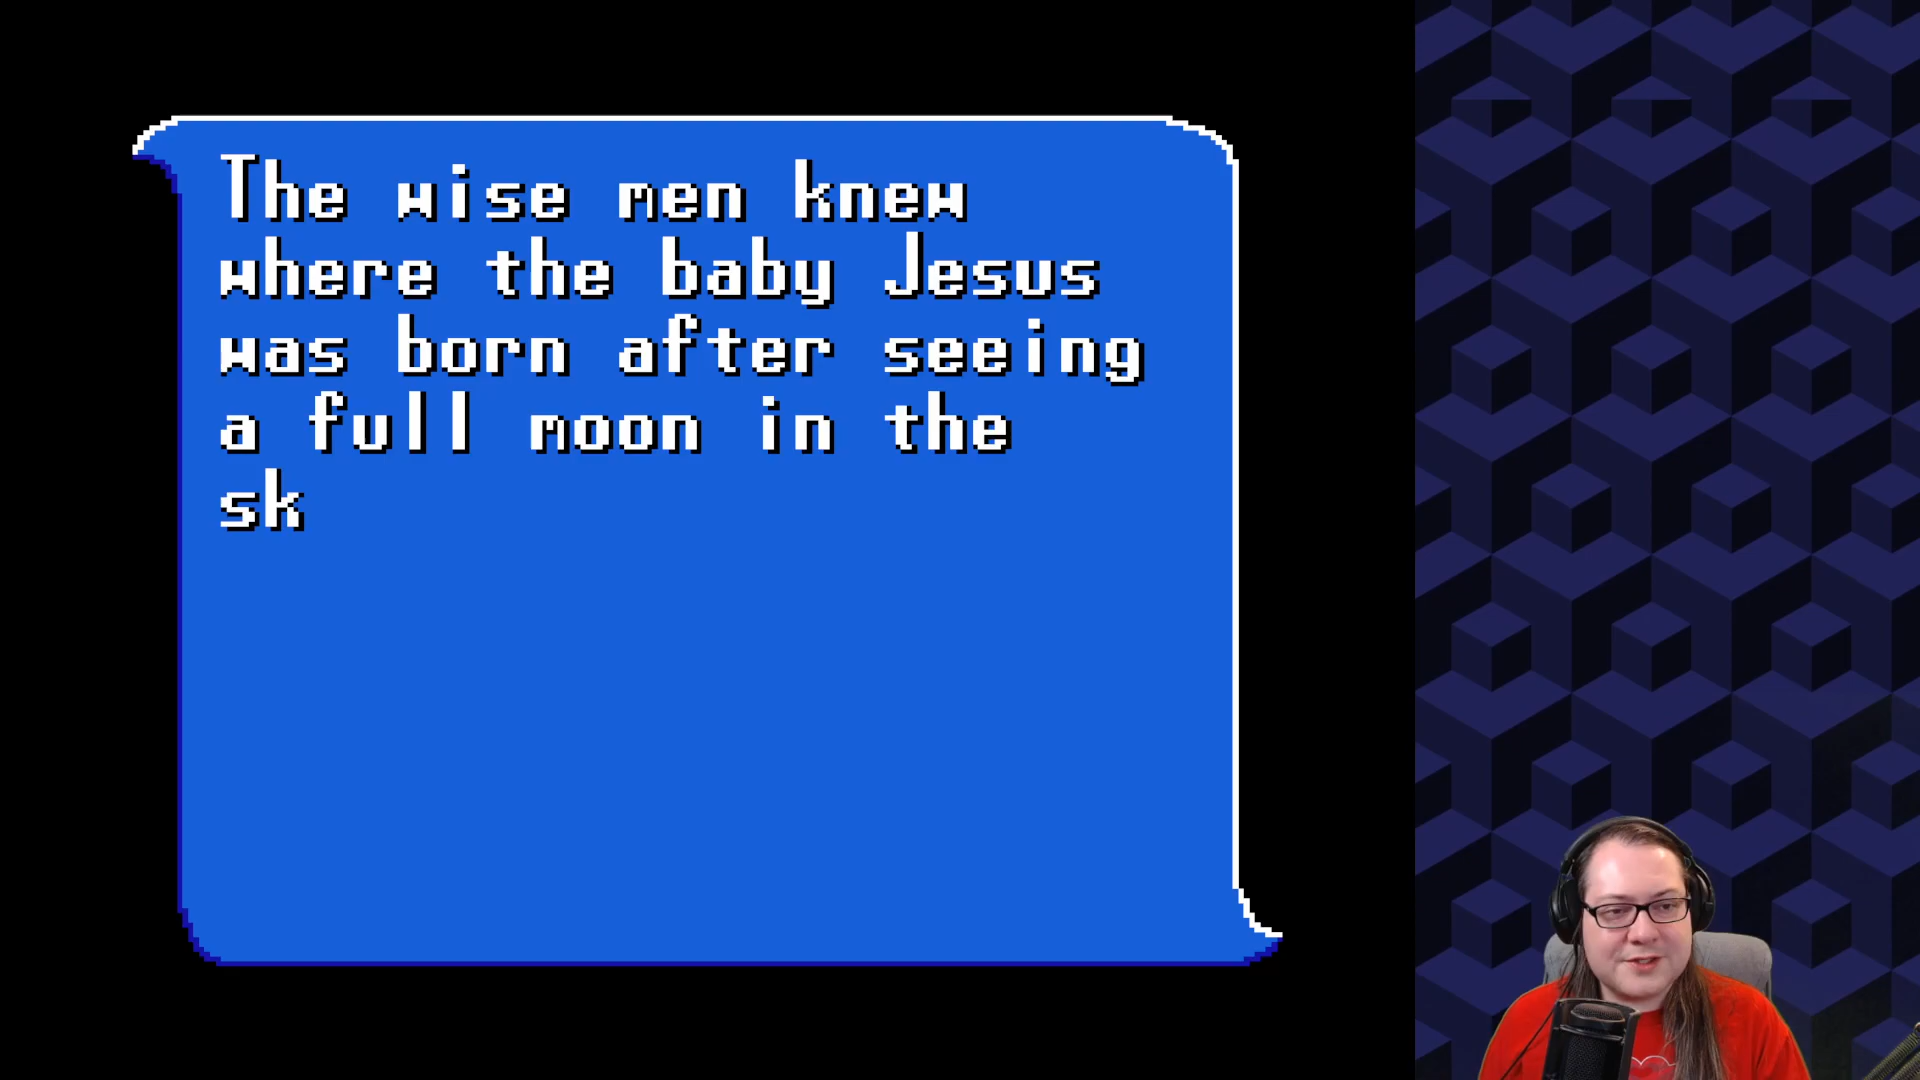 The wise men knew
where the baby Jesus
was born after seeing
a full moon in the
sk